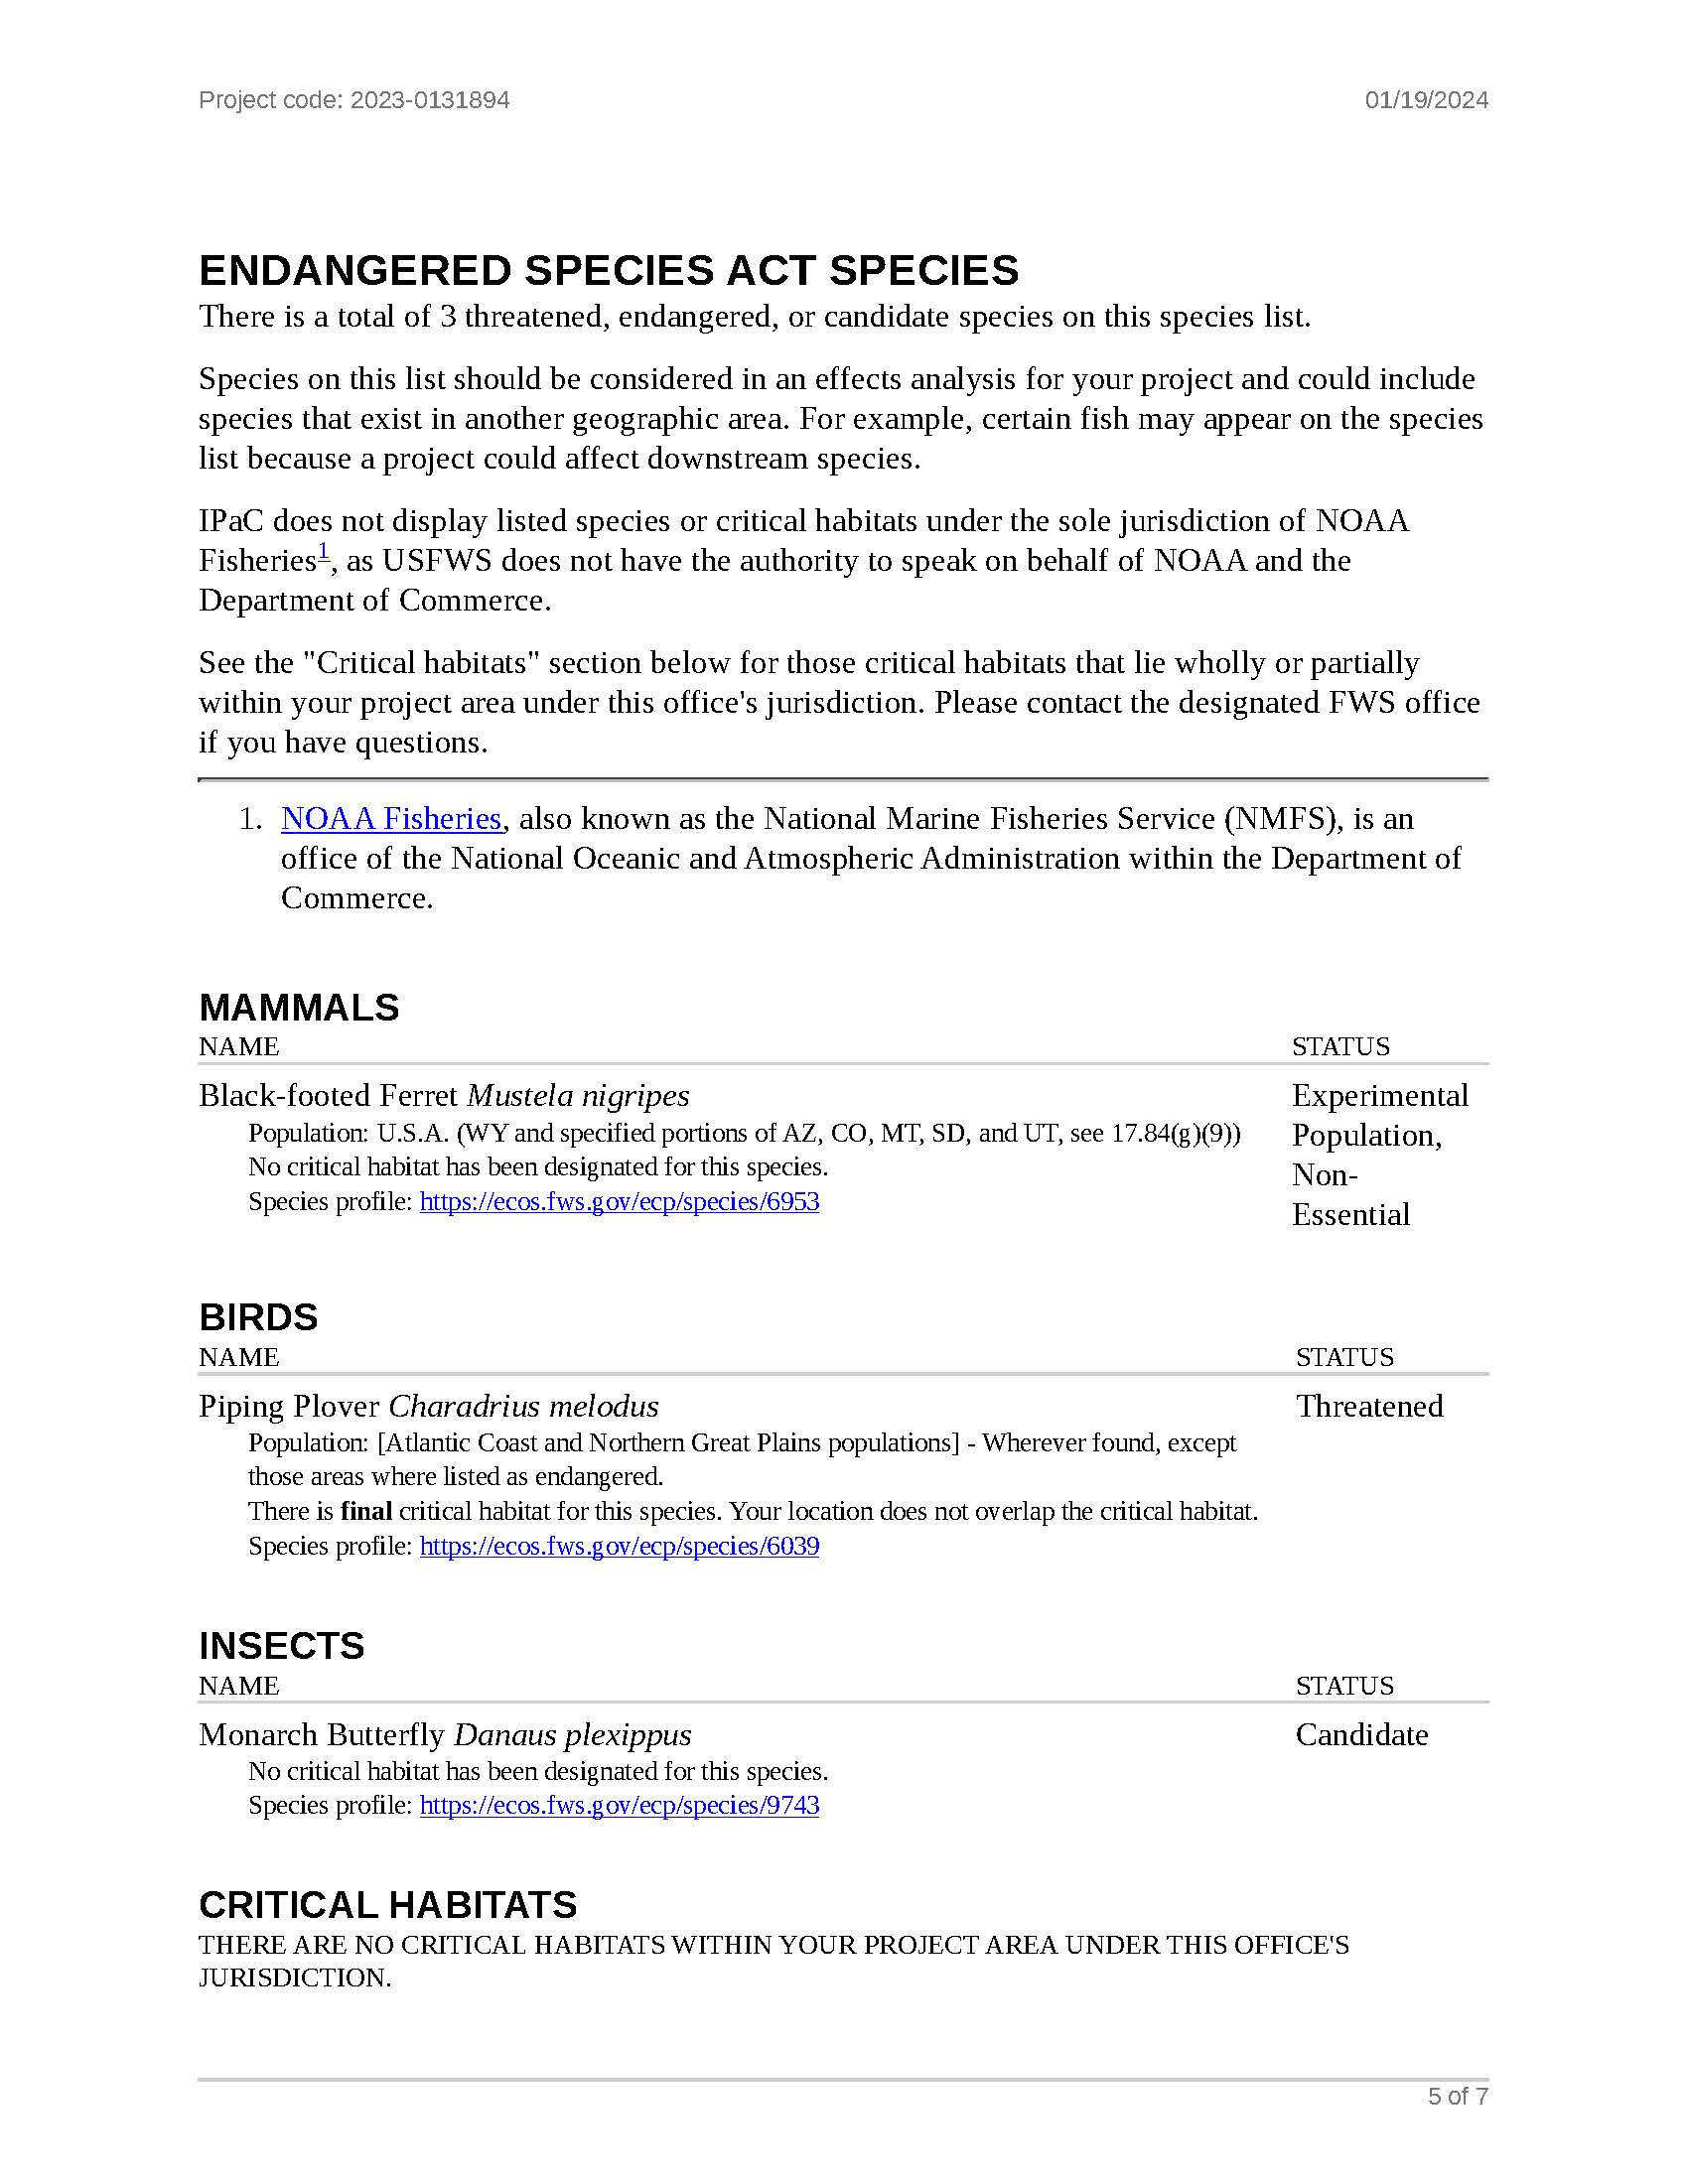 Project code: 2023-0131894 01/19/2024
ENDANGERED SPECIES ACT SPECIES
There is a total of 3 threatened, endangered, or candidate species on this species list.
Species on this list should be considered in an effects analysis for your project and could include
species that exist in another geographic area. For example, certain fish may appear on the species
list because a project could affect downstream species.
IPaC does not display listed species or critical habitats under the sole jurisdiction of NOAA
Fisheries1, as USFWS does not have the authority to speak on behalf of NOAA and the
Department of Commerce.
See the "Critical habitats" section below for those critical habitats that lie wholly or partially
within your project area under this office's jurisdiction. Please contact the designated FWS office
if you have questions.
1. NOAA Fisheries, also known as the National Marine Fisheries Service (NMFS), is an
office of the National Oceanic and Atmospheric Administration within the Department of
Commerce.
MAMMALS
NAME STATUS
Black-footed Ferret Mustela nigripes
Population: U.S.A. (WY and specified portions of AZ, CO, MT, SD, and UT, see 17.84(g)(9))
No critical habitat has been designated for this species.
Species profile: https://ecos.fws.gov/ecp/species/6953
Experimental
Population,
Non-
Essential
BIRDS
NAME STATUS
Piping Plover Charadrius melodus Threatened
Population: [Atlantic Coast and Northern Great Plains populations] - Wherever found, except
those areas where listed as endangered.
There is final critical habitat for this species. Your location does not overlap the critical habitat.
Species profile: https://ecos.fws.gov/ecp/species/6039
INSECTS
NAME STATUS
Monarch Butterfly Danaus plexippus Candidate
No critical habitat has been designated for this species.
Species profile: https://ecos.fws.gov/ecp/species/9743
CRITICAL HABITATS
THERE ARE NO CRITICAL HABITATS WITHIN YOUR PROJECT AREA UNDER THIS OFFICE'S
JURISDICTION.
5 of 7